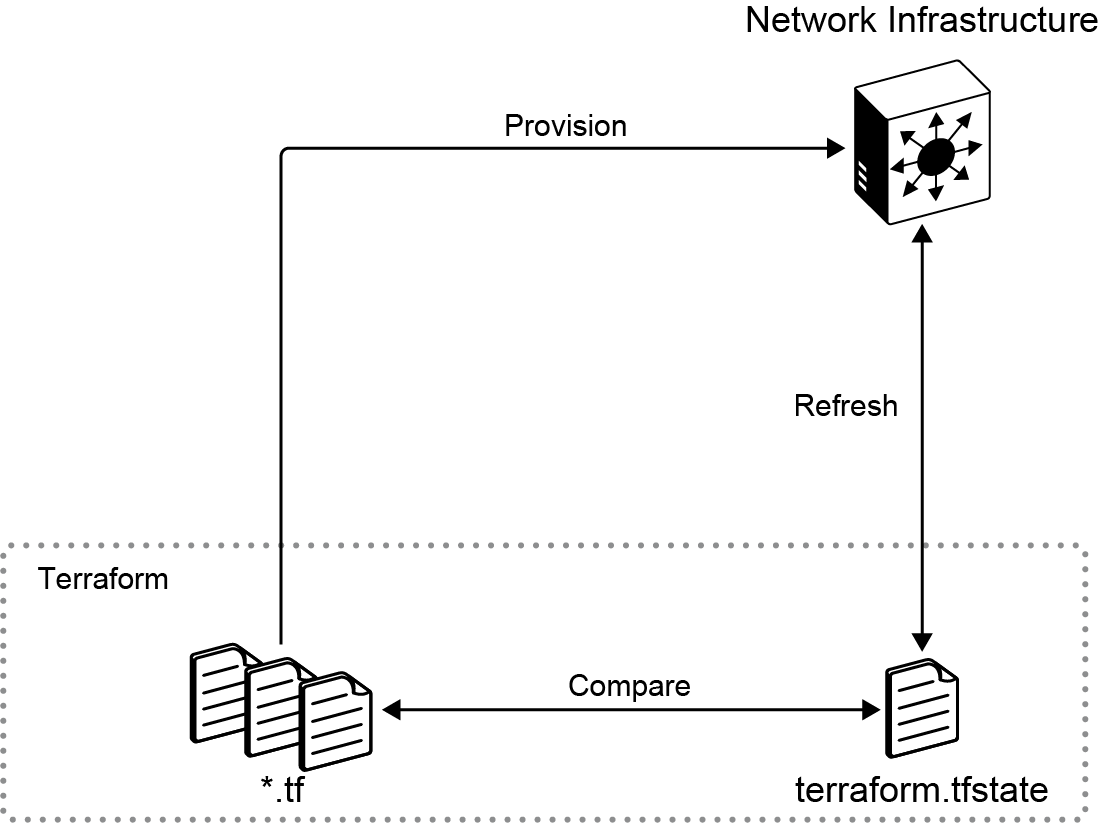 Network Infrastructure
Provision
Refresh
Terraform
Compare
*.tf
terraform.tfstate